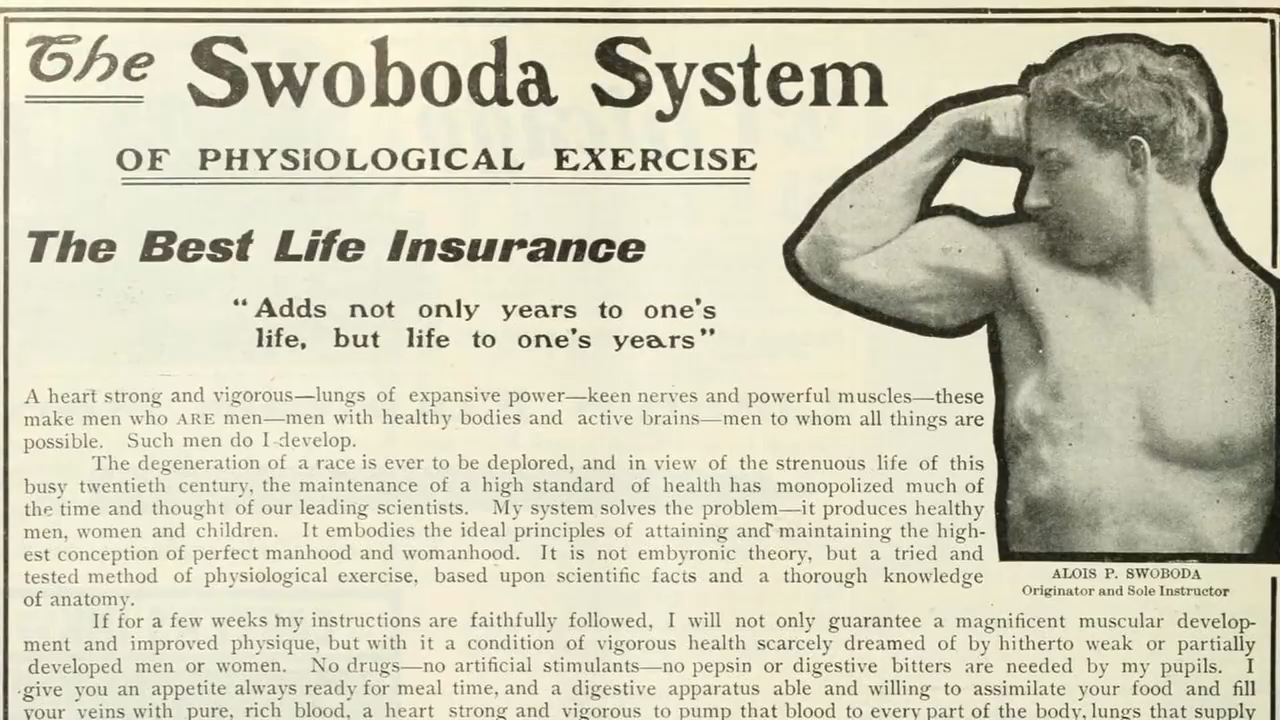 The Swoboda System
OF PHYSIOLOGICAL EXERCISE
The Best Life Insurance
"Adds not only years to one's
life, but life to one's years"
A heart strong and vigorous—lungs of expansive power—keen nerves and powerful muscles—these
make men who ARE men—men with healthy bodies and active brains—men to whom all things are
possible. Such men do I develop.
The degeneration of a race is ever to be deplored, and in view of the strenuous life of this
busy twentieth century, the maintenance of a high standard of health has monopolized much of
the time and thought of our leading scientists. My system solves the problem—it produces healthy
men, women and children. It embodies the ideal principles of attaining and maintaining the high-
est conception of perfect manhood and womanhood. It is not embyronic theory, but a tried and
tested method of physiological exercise, based upon scientific facts and a thorough knowledge
of anatomy.
ALOIS P. SWOBODA
Originator and Sole Instructor
If for a few weeks my instructions are faithfully followed, I will not only guarantee a magnificent muscular develop-
ment and improved physique, but with it a condition of vigorous health scarcely dreamed of by hitherto weak or partially
developed men or women. No drugs—no artificial stimulants—no pepsin or digestive bitters are needed by my pupils. I
give you an appetite always ready for meal time, and a digestive apparatus able and willing to assimilate your food and fill
your veins with pure, rich blood, a heart strong and vigorous to pump that blood to every part of the body, lungs that supply